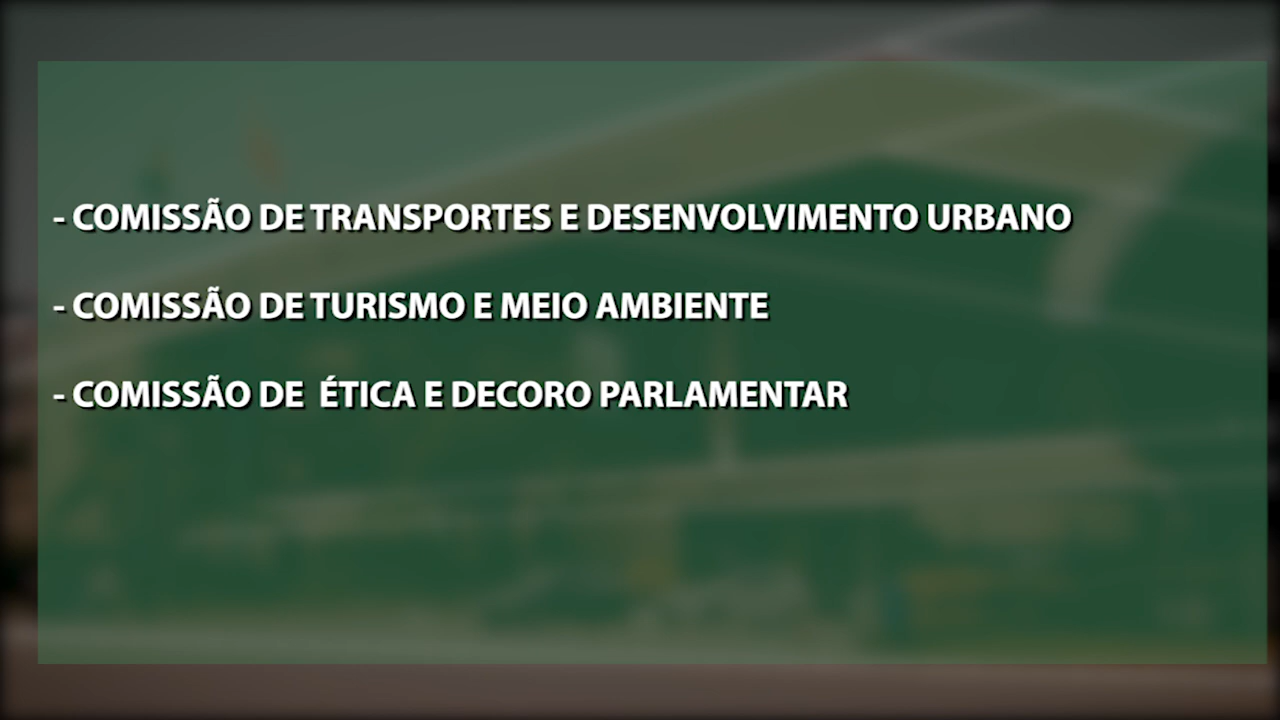 - COMISSÃO DE TRANSPORTES E DESENVOLVIMENTO URBANO
- COMISSÃO DE TURISMO E MEIO AMBIENTE
- COMISSÃO DE ÉTICA E DECORO PARLAMENTAR